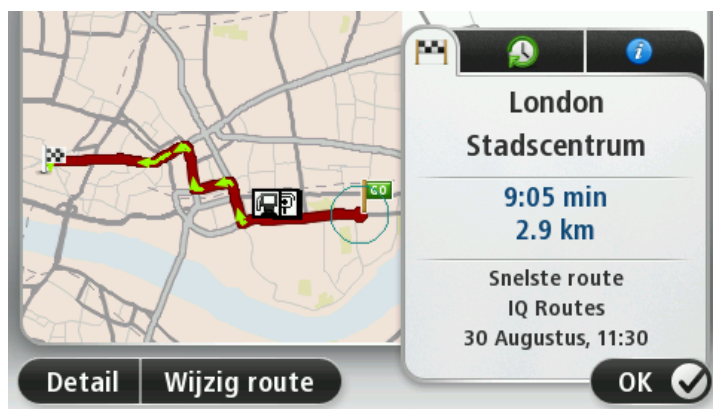 GO
London
Stadscentrum
9:05 min
2.9 km
Snelste route
IQ Routes
30 Augustus, 11:30
Detail
Wijzig route
OK